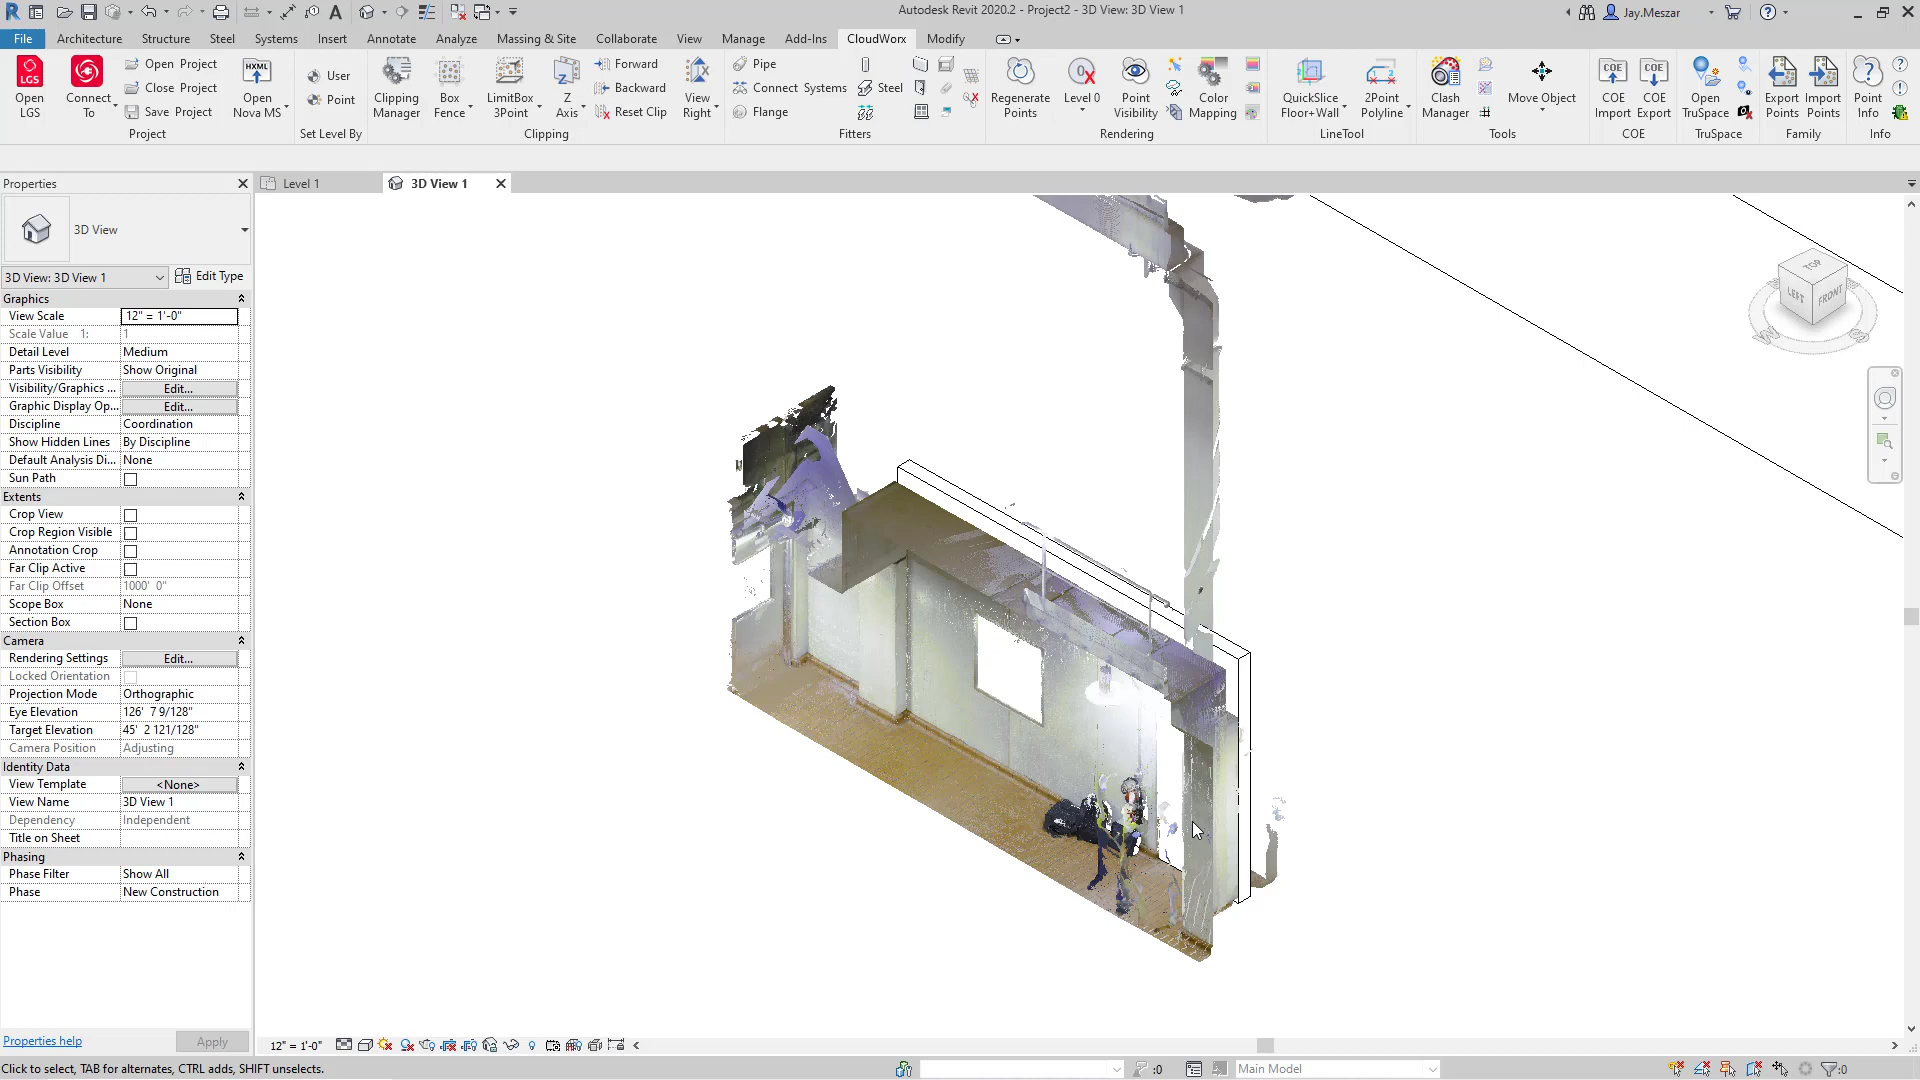 Autodesk Revit 2020.2 - Project2 - 3D View: 3D View 1
Jay.Meszar
File Architecture Structure Steel Systems Insert Annotate Analyze Massing & Site Collaborate View Manage Add-Ins CloudWorx Modify
Open LGS
Connect To
Open Project
Close Project
Save Project
Open Nova MS
Project
User
Point
Set Level By
Clipping Manager
Box Fence
LimitBox 3Point
Z Axis
Forward
Backward
Reset Clip
View Right
Clipping
Pipe
Connect Systems
Flange
Steel
Fitters
Regenerate Points
Level 0
Point Visibility
Color Mapping
Rendering
QuickSlice Floor+Wall
2Point Polyline
LineTool
Clash Manager
Move Object
Tools
COE Import
COE Export
COE
Open TruSpace
TruSpace
Export Points
Import Points
Family
Point Info
Info
Properties
Level 1
3D View 1
3D View
3D View: 3D View 1
Edit Type
Graphics
View Scale 12" = 1'-0"
Scale Value 1: 1
Detail Level Medium
Parts Visibility Show Original
Visibility/Graphics ... Edit...
Graphic Display Op... Edit...
Discipline Coordination
Show Hidden Lines By Discipline
Default Analysis Di... None
Sun Path
Extents
Crop View
Crop Region Visible
Annotation Crop
Far Clip Active
Far Clip Offset 1000' 0"
Scope Box None
Section Box
Camera
Rendering Settings Edit...
Locked Orientation
Projection Mode Orthographic
Eye Elevation 126' 7 9/128"
Target Elevation 45' 2 121/128"
Camera Position Adjusting
Identity Data
View Template <None>
View Name 3D View 1
Dependency Independent
Title on Sheet
Phasing
Phase Filter Show All
Phase New Construction
Properties help
Apply
TOP
LEFT
FRONT
W
S
12" = 1'-0"
Click to select, TAB for alternates, CTRL adds, SHIFT unselects.
:0
Main Model
:0